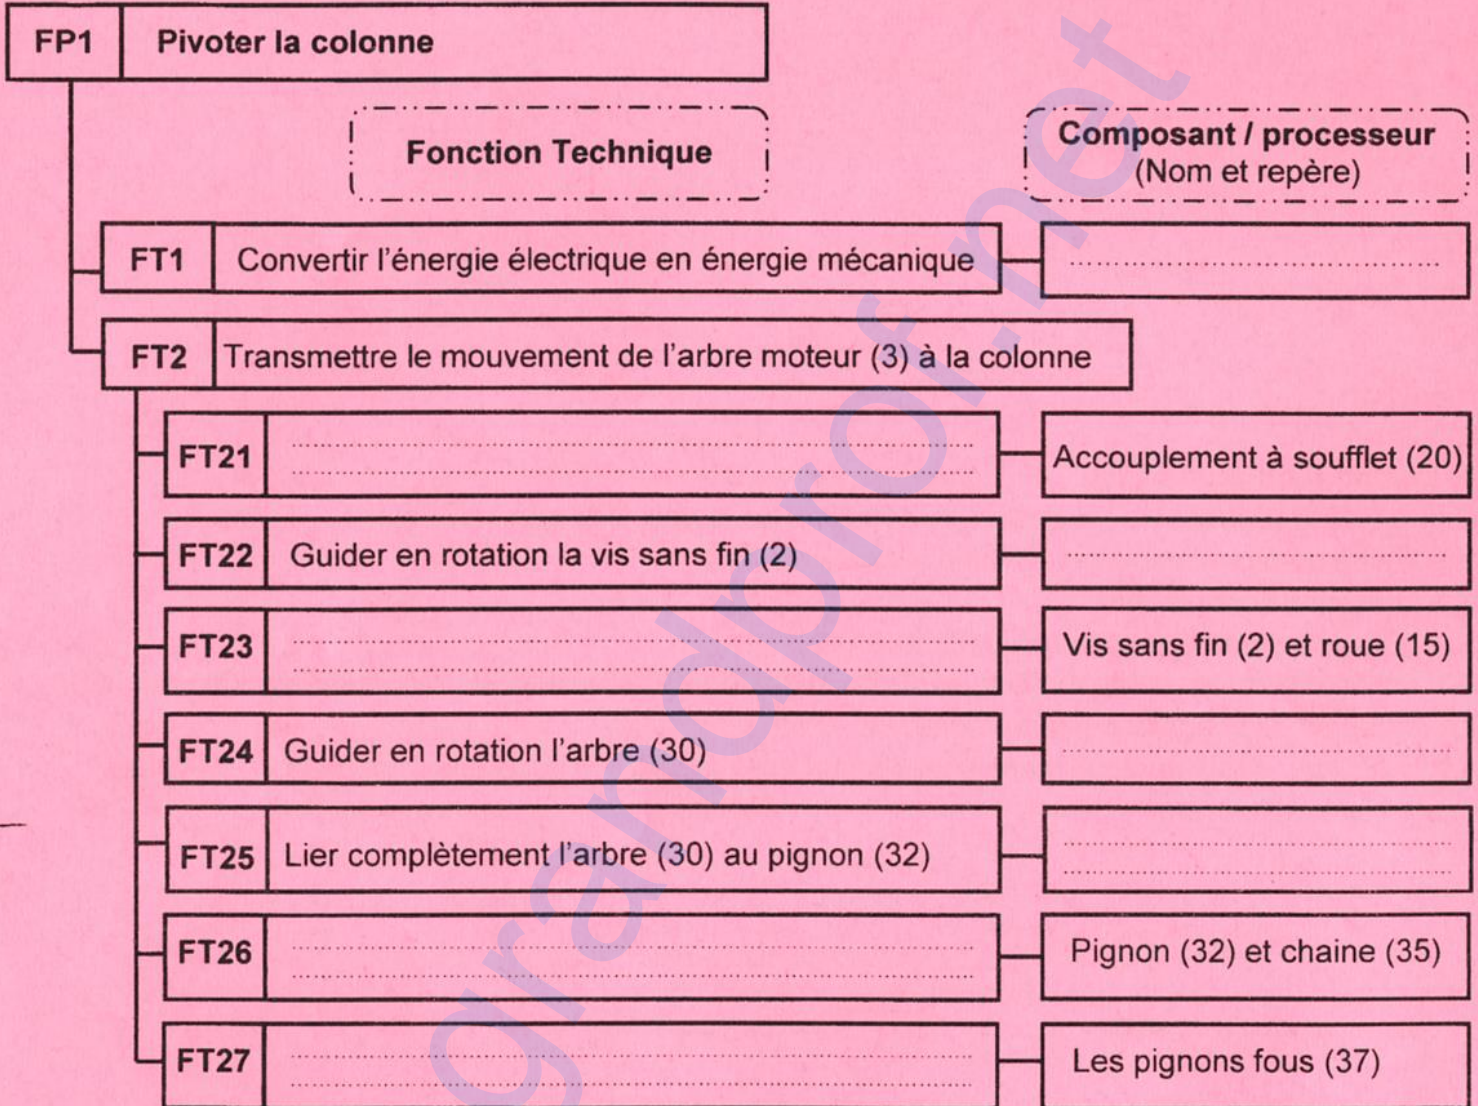 FP1 Pivoter la colonne
Fonction Technique
Composant / processeur
(Nom et repère)
FT1 Convertir l'énergie électrique en énergie mécanique
FT2 Transmettre le mouvement de l'arbre moteur (3) à la colonne
FT21 Accouplement à soufflet (20)
FT22 Guider en rotation la vis sans fin (2)
FT23 Vis sans fin (2) et roue (15)
FT24 Guider en rotation l'arbre (30)
FT25 Lier complètement l'arbre (30) au pignon (32)
FT26 Pignon (32) et chaine (35)
FT27 Les pignons fous (37)
grandprof.net